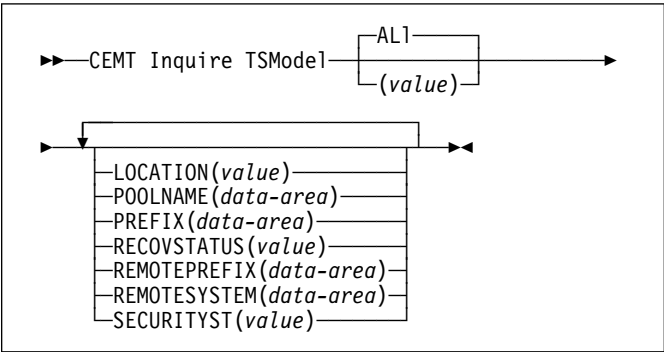 CEMT Inquire TSModel
ALl
(value)
LOCATION(value)
POOLNAME(data-area)
PREFIX(data-area)
RECOVSTATUS(value)
REMOTEPREFIX(data-area)
REMOTESYSTEM(data-area)
SECURITYST(value)